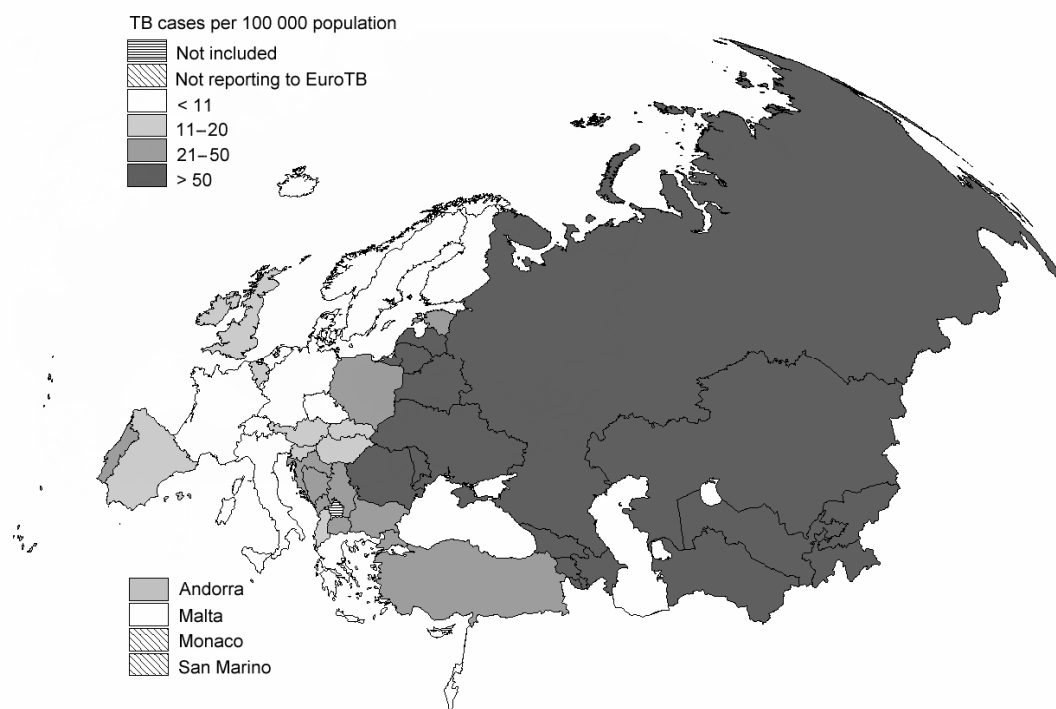 TB cases per 100 000 population
Not included
Not reporting to EuroTB
< 11
11–20
21–50
> 50
Andorra
Malta
Monaco
San Marino